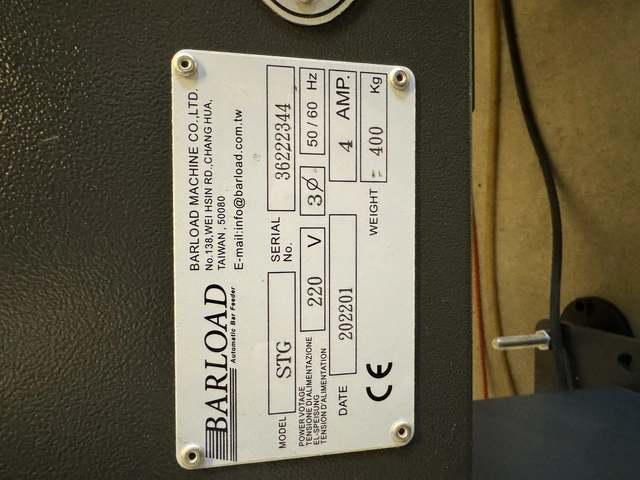 BARLOAD
Automatic Bar Feeder
BARLOAD MACHINE CO.,LTD.
No.138,WEI HSIN RD.,CHANG HUA,
TAIWAN, 50080
E-mail:info@barload.com.tw
MODEL STG SERIAL No. 36222344
POWER VOTAGE
TENSIONE DI ALIMENTAZIONE
EL-SPEISUNG
TENSION D'ALIMENTATION
220 V 3Ø 50 / 60 Hz
DATE 202201 4 AMP.
CE WEIGHT 400 Kg